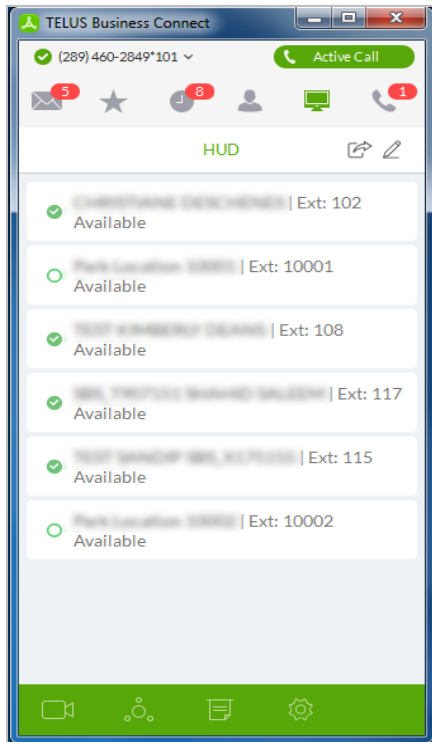 TELUS Business Connect
(289) 460-2849*101
Active Call
5
8
1
HUD
| Ext: 102
Available
| Ext: 10001
Available
| Ext: 108
Available
| Ext: 117
Available
| Ext: 115
Available
| Ext: 10002
Available